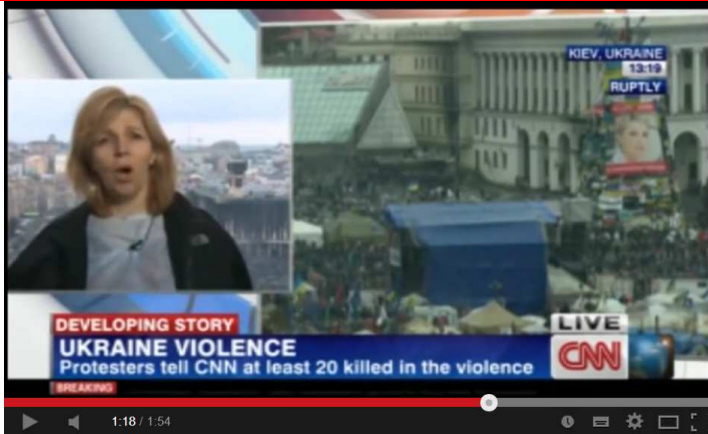 KIEV, UKRAINE
13:19
RUPTLY
DEVELOPING STORY
LIVE
UKRAINE VIOLENCE
Protesters tell CNN at least 20 killed in the violence
CNN
BREAKING
1:18 / 1:54